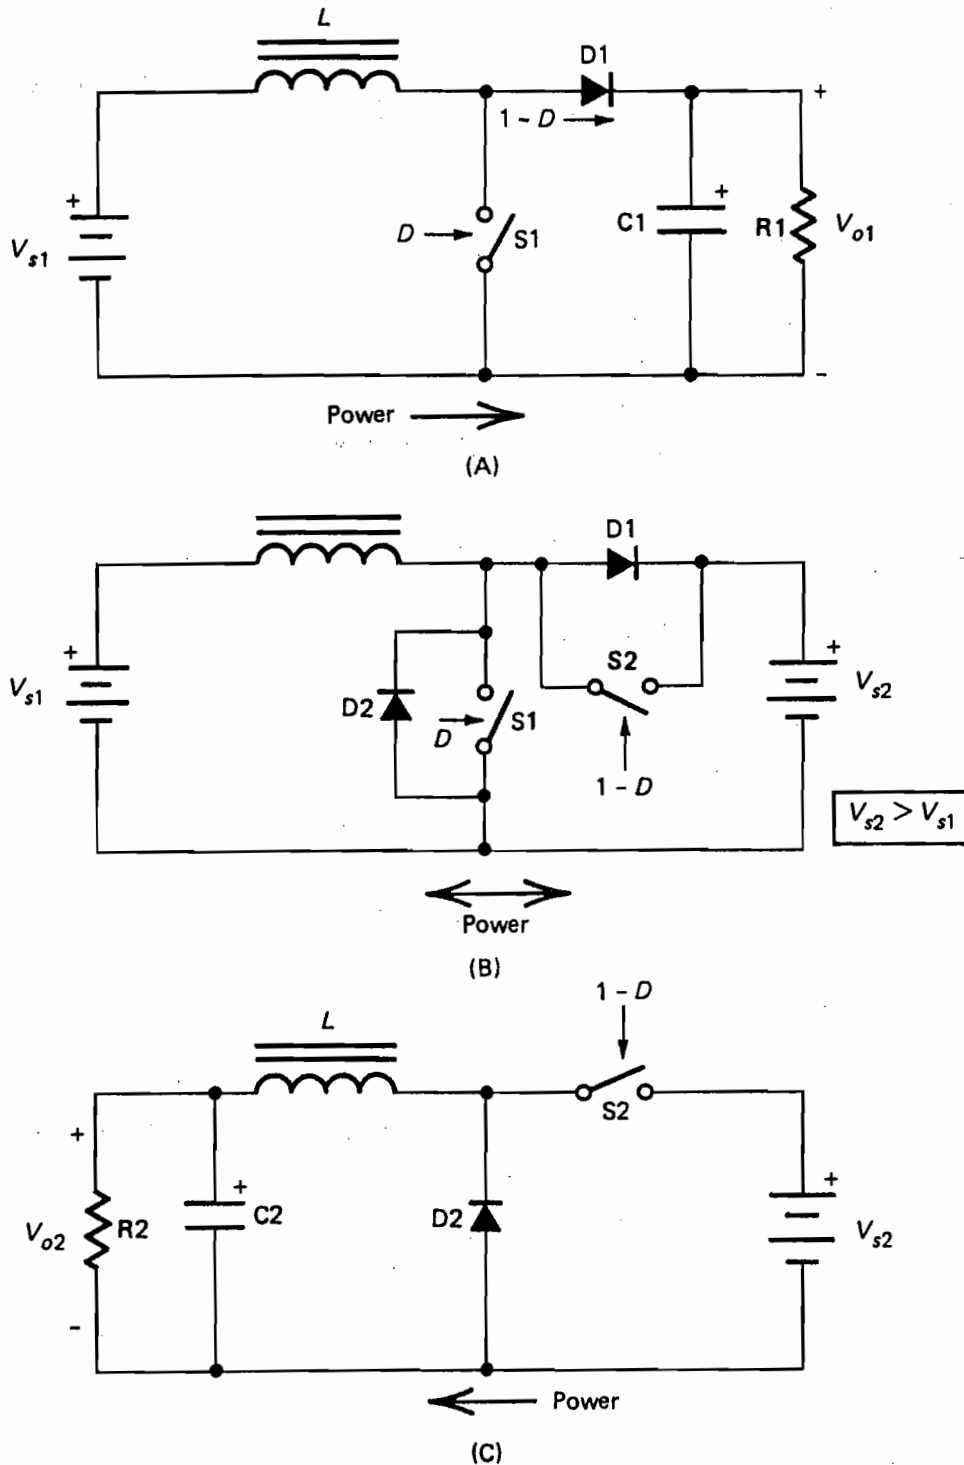 L
D1
1 - D
+
+
+
V_s1
D
S1
C1
R1
V_o1
-
Power
(A)
D1
+
S2
+
V_s1
D2
D
S1
V_s2
1 - D
V_s2 > V_s1
Power
(B)
1 - D
L
S2
+
+
+
V_o2
R2
C2
D2
V_s2
-
Power
(C)